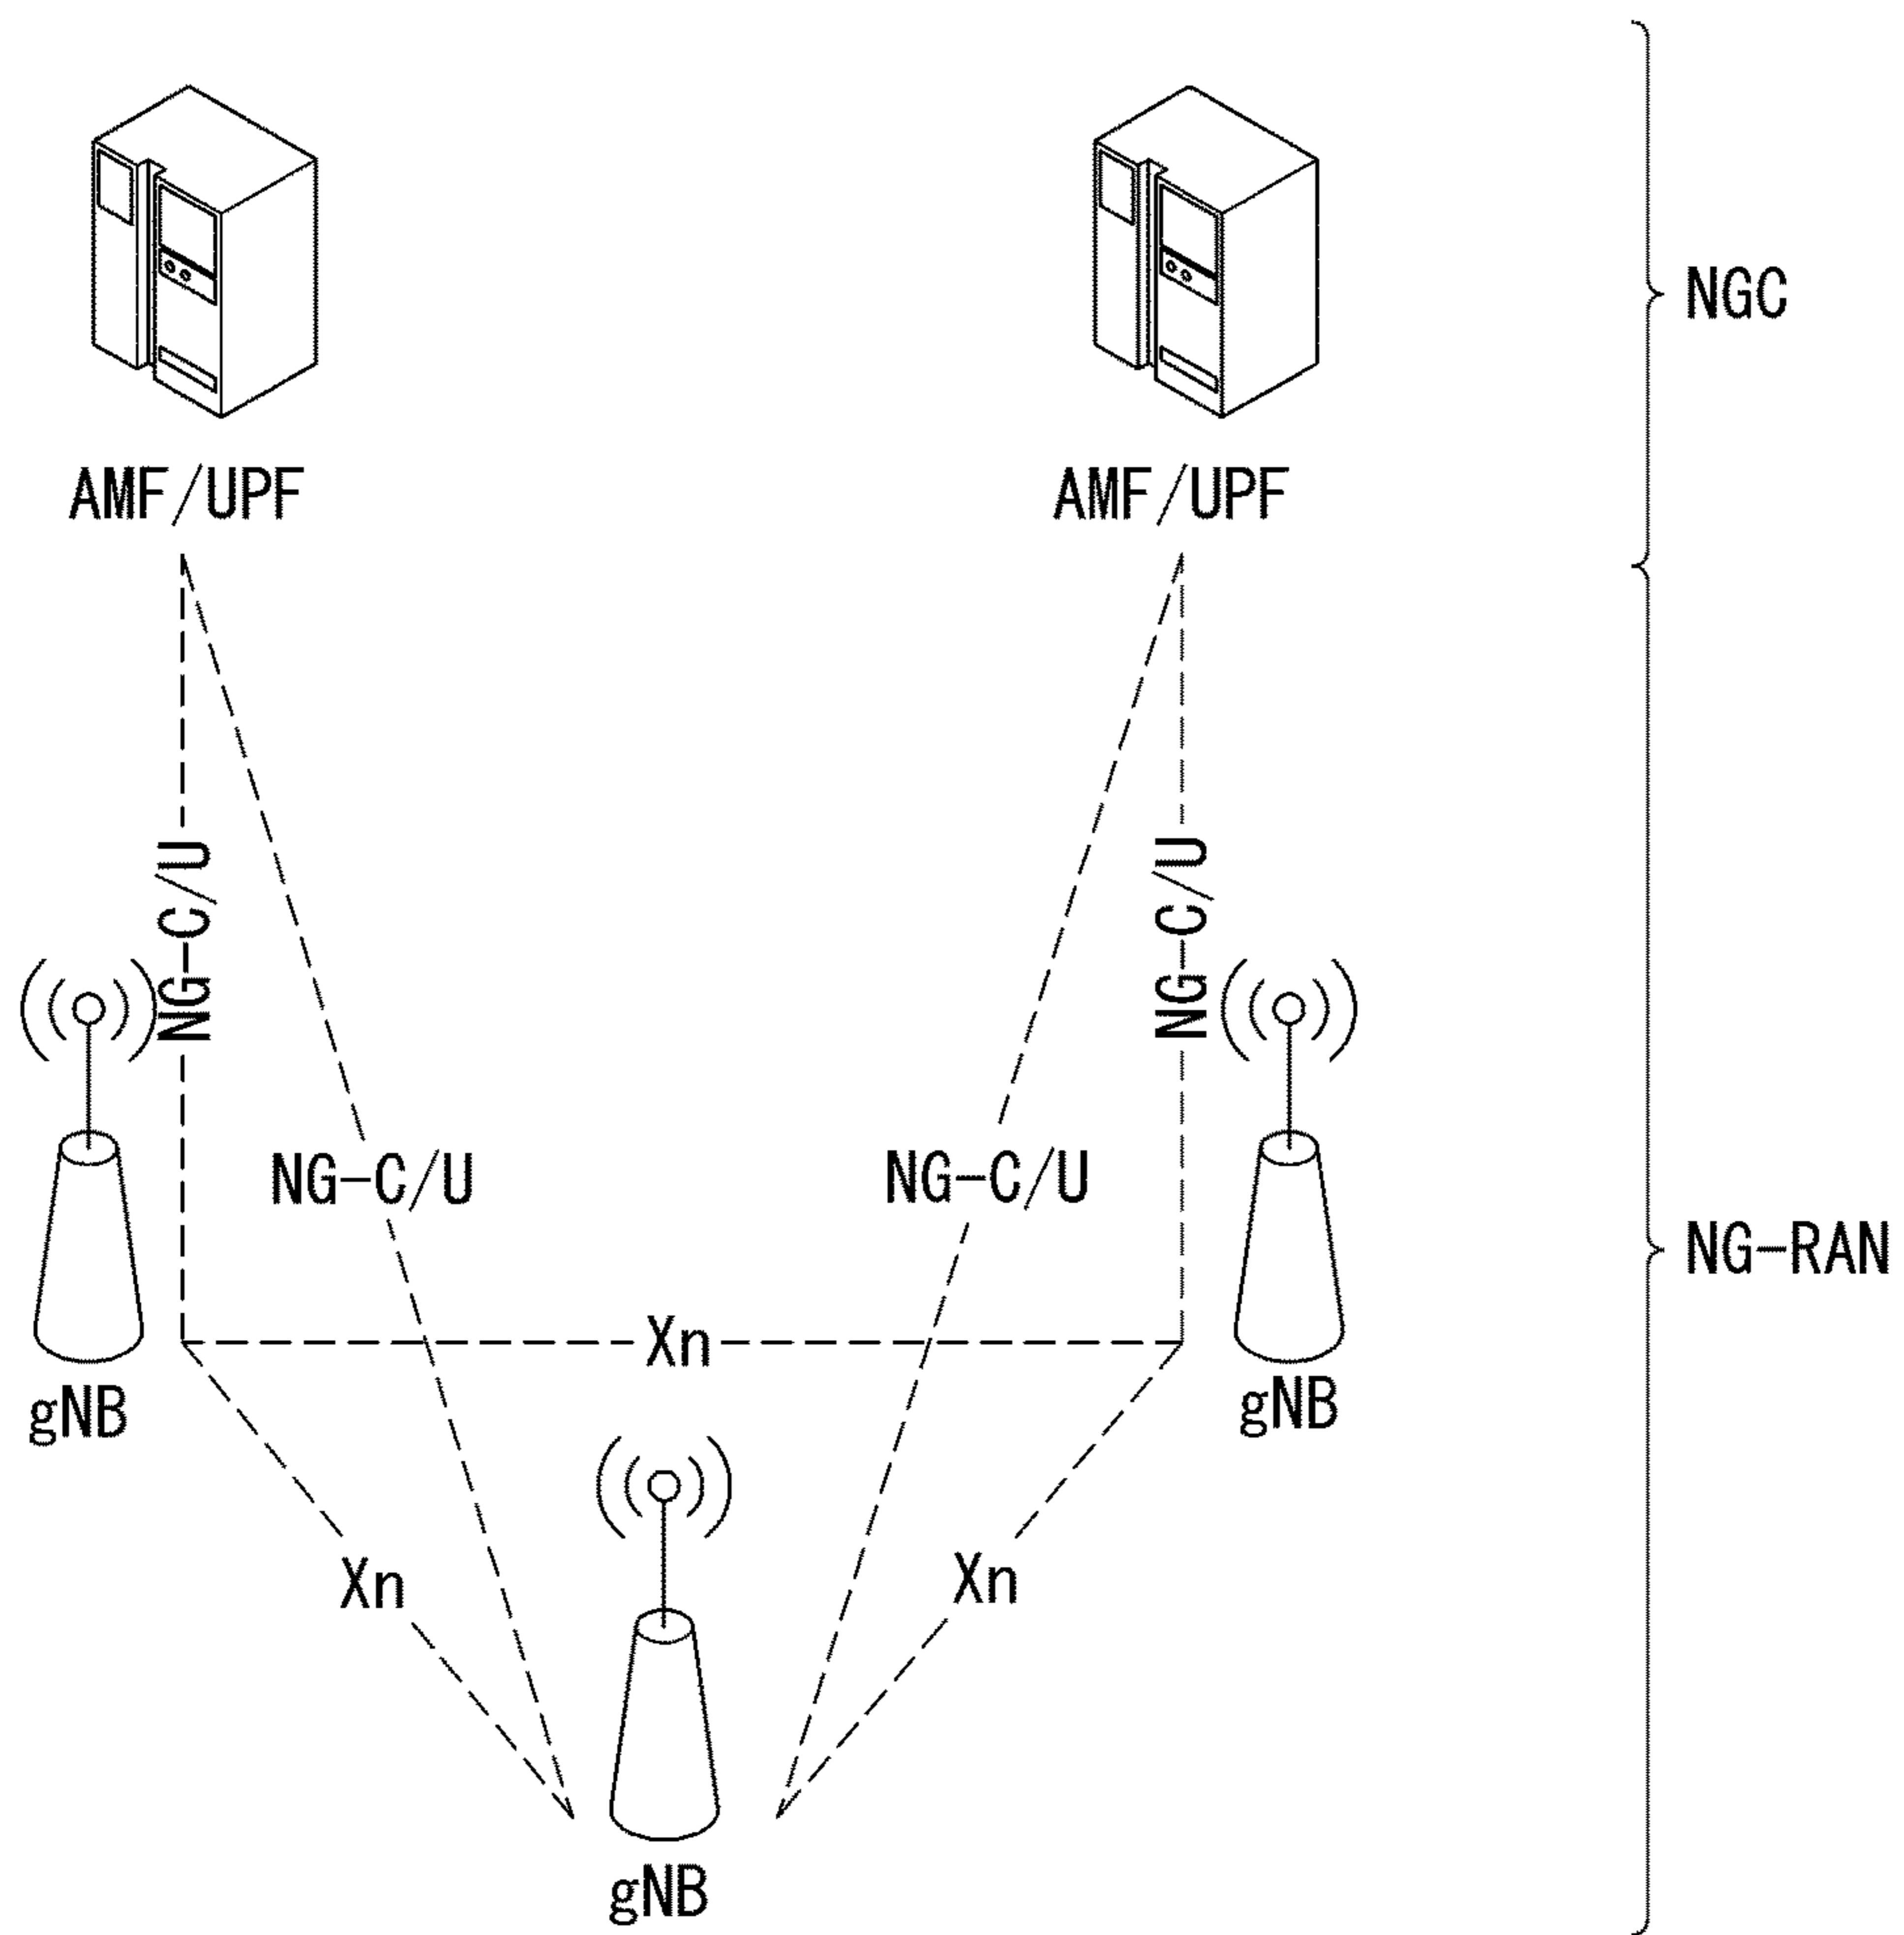 NGC
AMF/UPF
AMF/UPF
NG-C/U
NG-C/U
NG-C/U
NG-C/U
NG-RAN
Xn
gNB
gNB
Xn
Xn
gNB